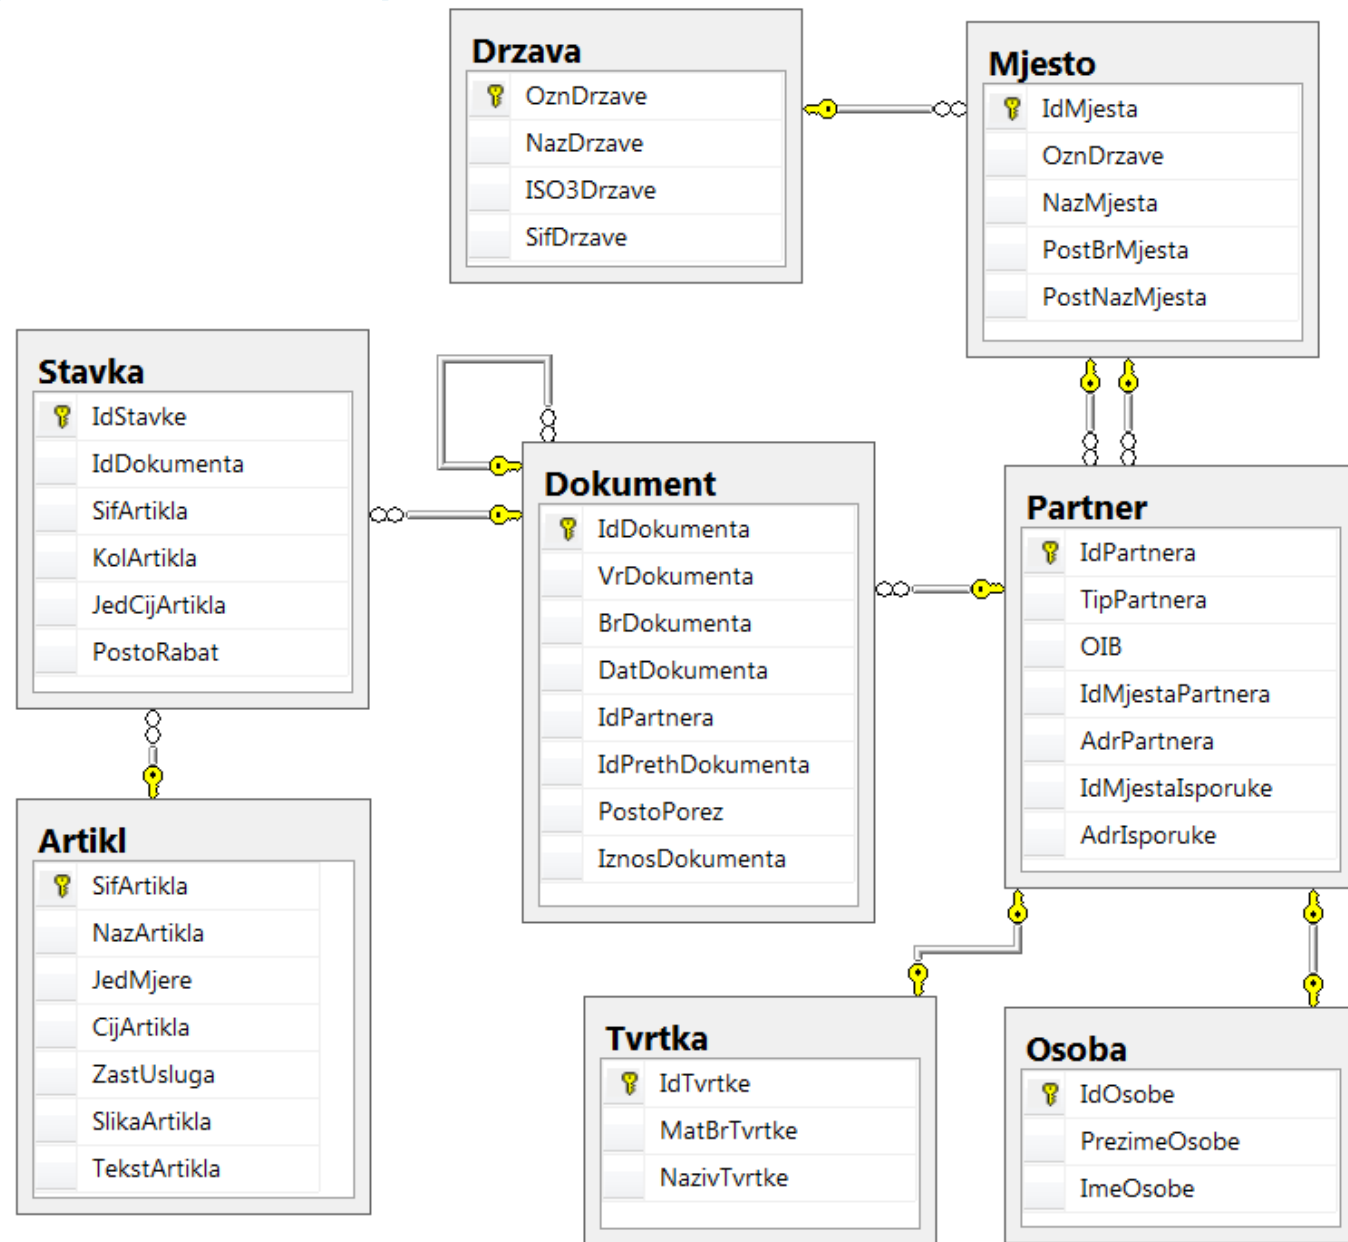 Drzava
OznDrzave
NazDrzave
ISO3Drzave
SifDrzave
Mjesto
IdMjesta
OznDrzave
NazMjesta
PostBrMjesta
PostNazMjesta
Stavka
IdStavke
IdDokumenta
SifArtikla
KolArtikla
JedCijArtikla
PostoRabat
Dokument
IdDokumenta
VrDokumenta
BrDokumenta
DatDokumenta
IdPartnera
IdPrethDokumenta
PostoPorez
IznosDokumenta
Partner
IdPartnera
TipPartnera
OIB
IdMjestaPartnera
AdrPartnera
IdMjestaIsporuke
AdrIsporuke
Artikl
SifArtikla
NazArtikla
JedMjere
CijArtikla
ZastUsluga
SlikaArtikla
TekstArtikla
Tvrtka
IdTvrtke
MatBrTvrtke
NazivTvrtke
Osoba
IdOsobe
PrezimeOsobe
ImeOsobe